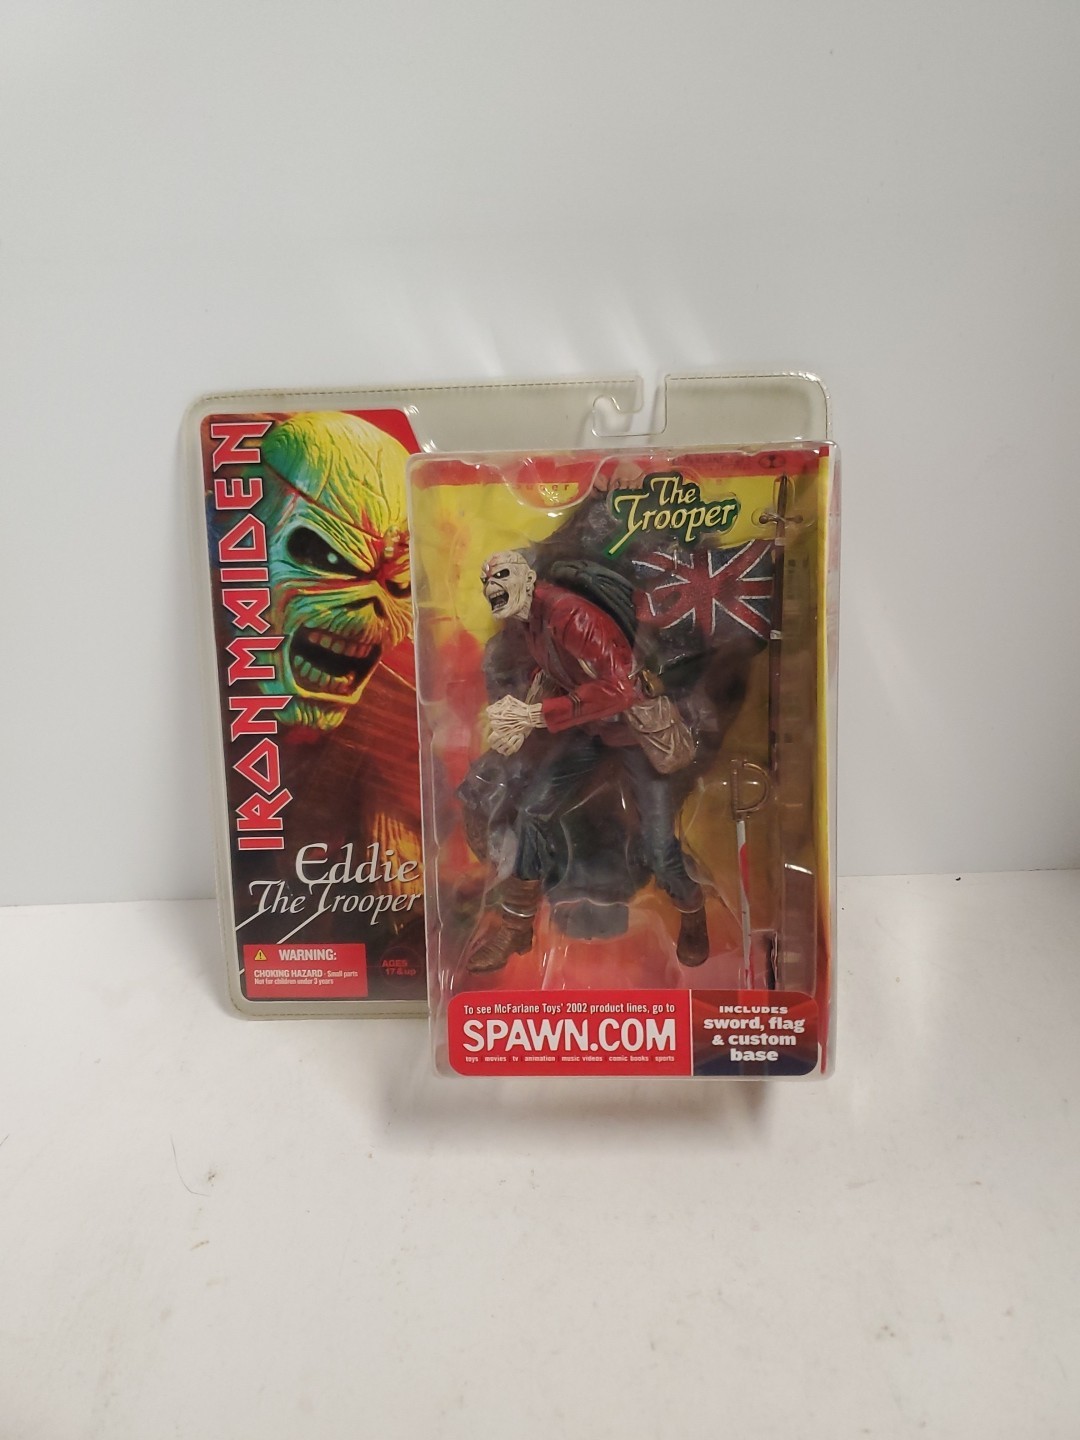 IRON MAIDEN
Eddie
The Trooper
WARNING:
CHOKING HAZARD - Small parts
Not for children under 3 years
AGES
17 & up
The
Trooper
To see McFarlane Toys' 2002 product lines, go to
SPAWN.COM
toys movies tv animation music videos comic books sports
INCLUDES
sword, flag
& custom
base